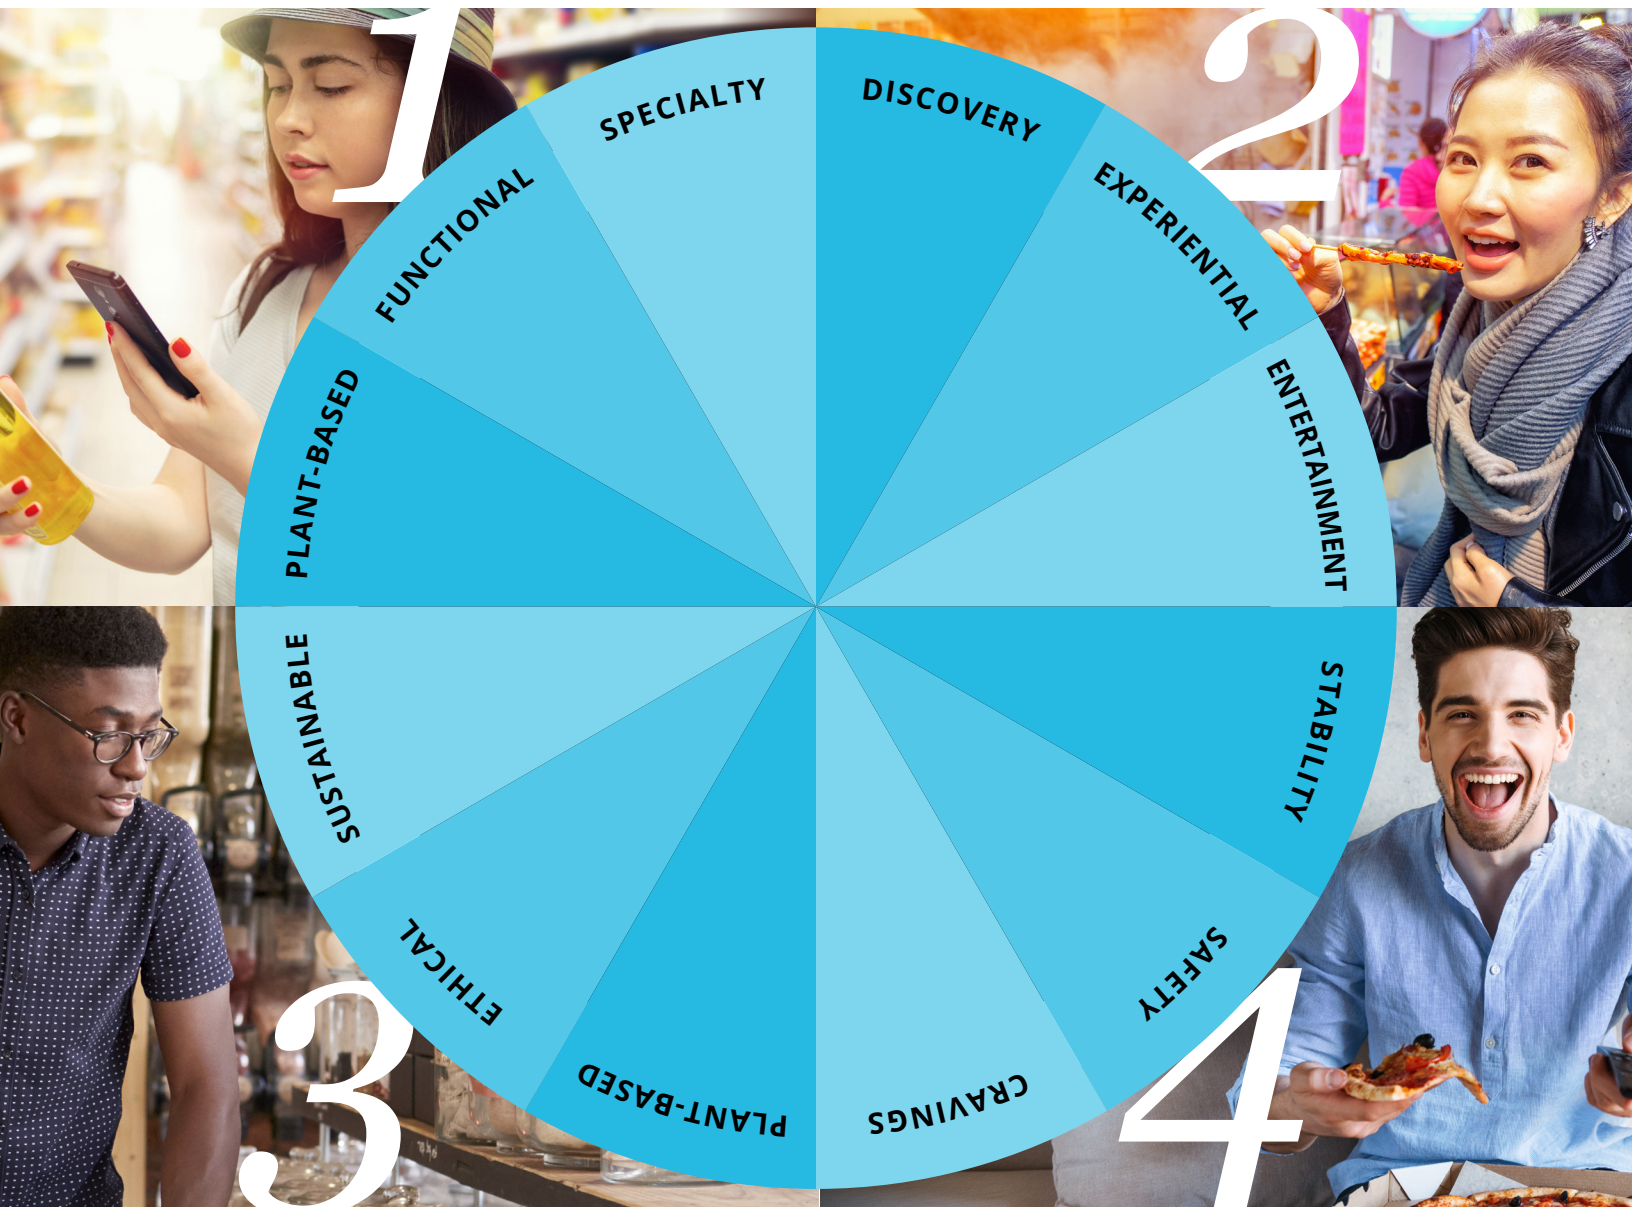 1
SPECIALTY
FUNCTIONAL
PLANT-BASED
2
DISCOVERY
EXPERIENTIAL
ENTERTAINMENT
3
SUSTAINABLE
ETHICAL
PLANT-BASED
4
STABILITY
SAFETY
CRAVINGS